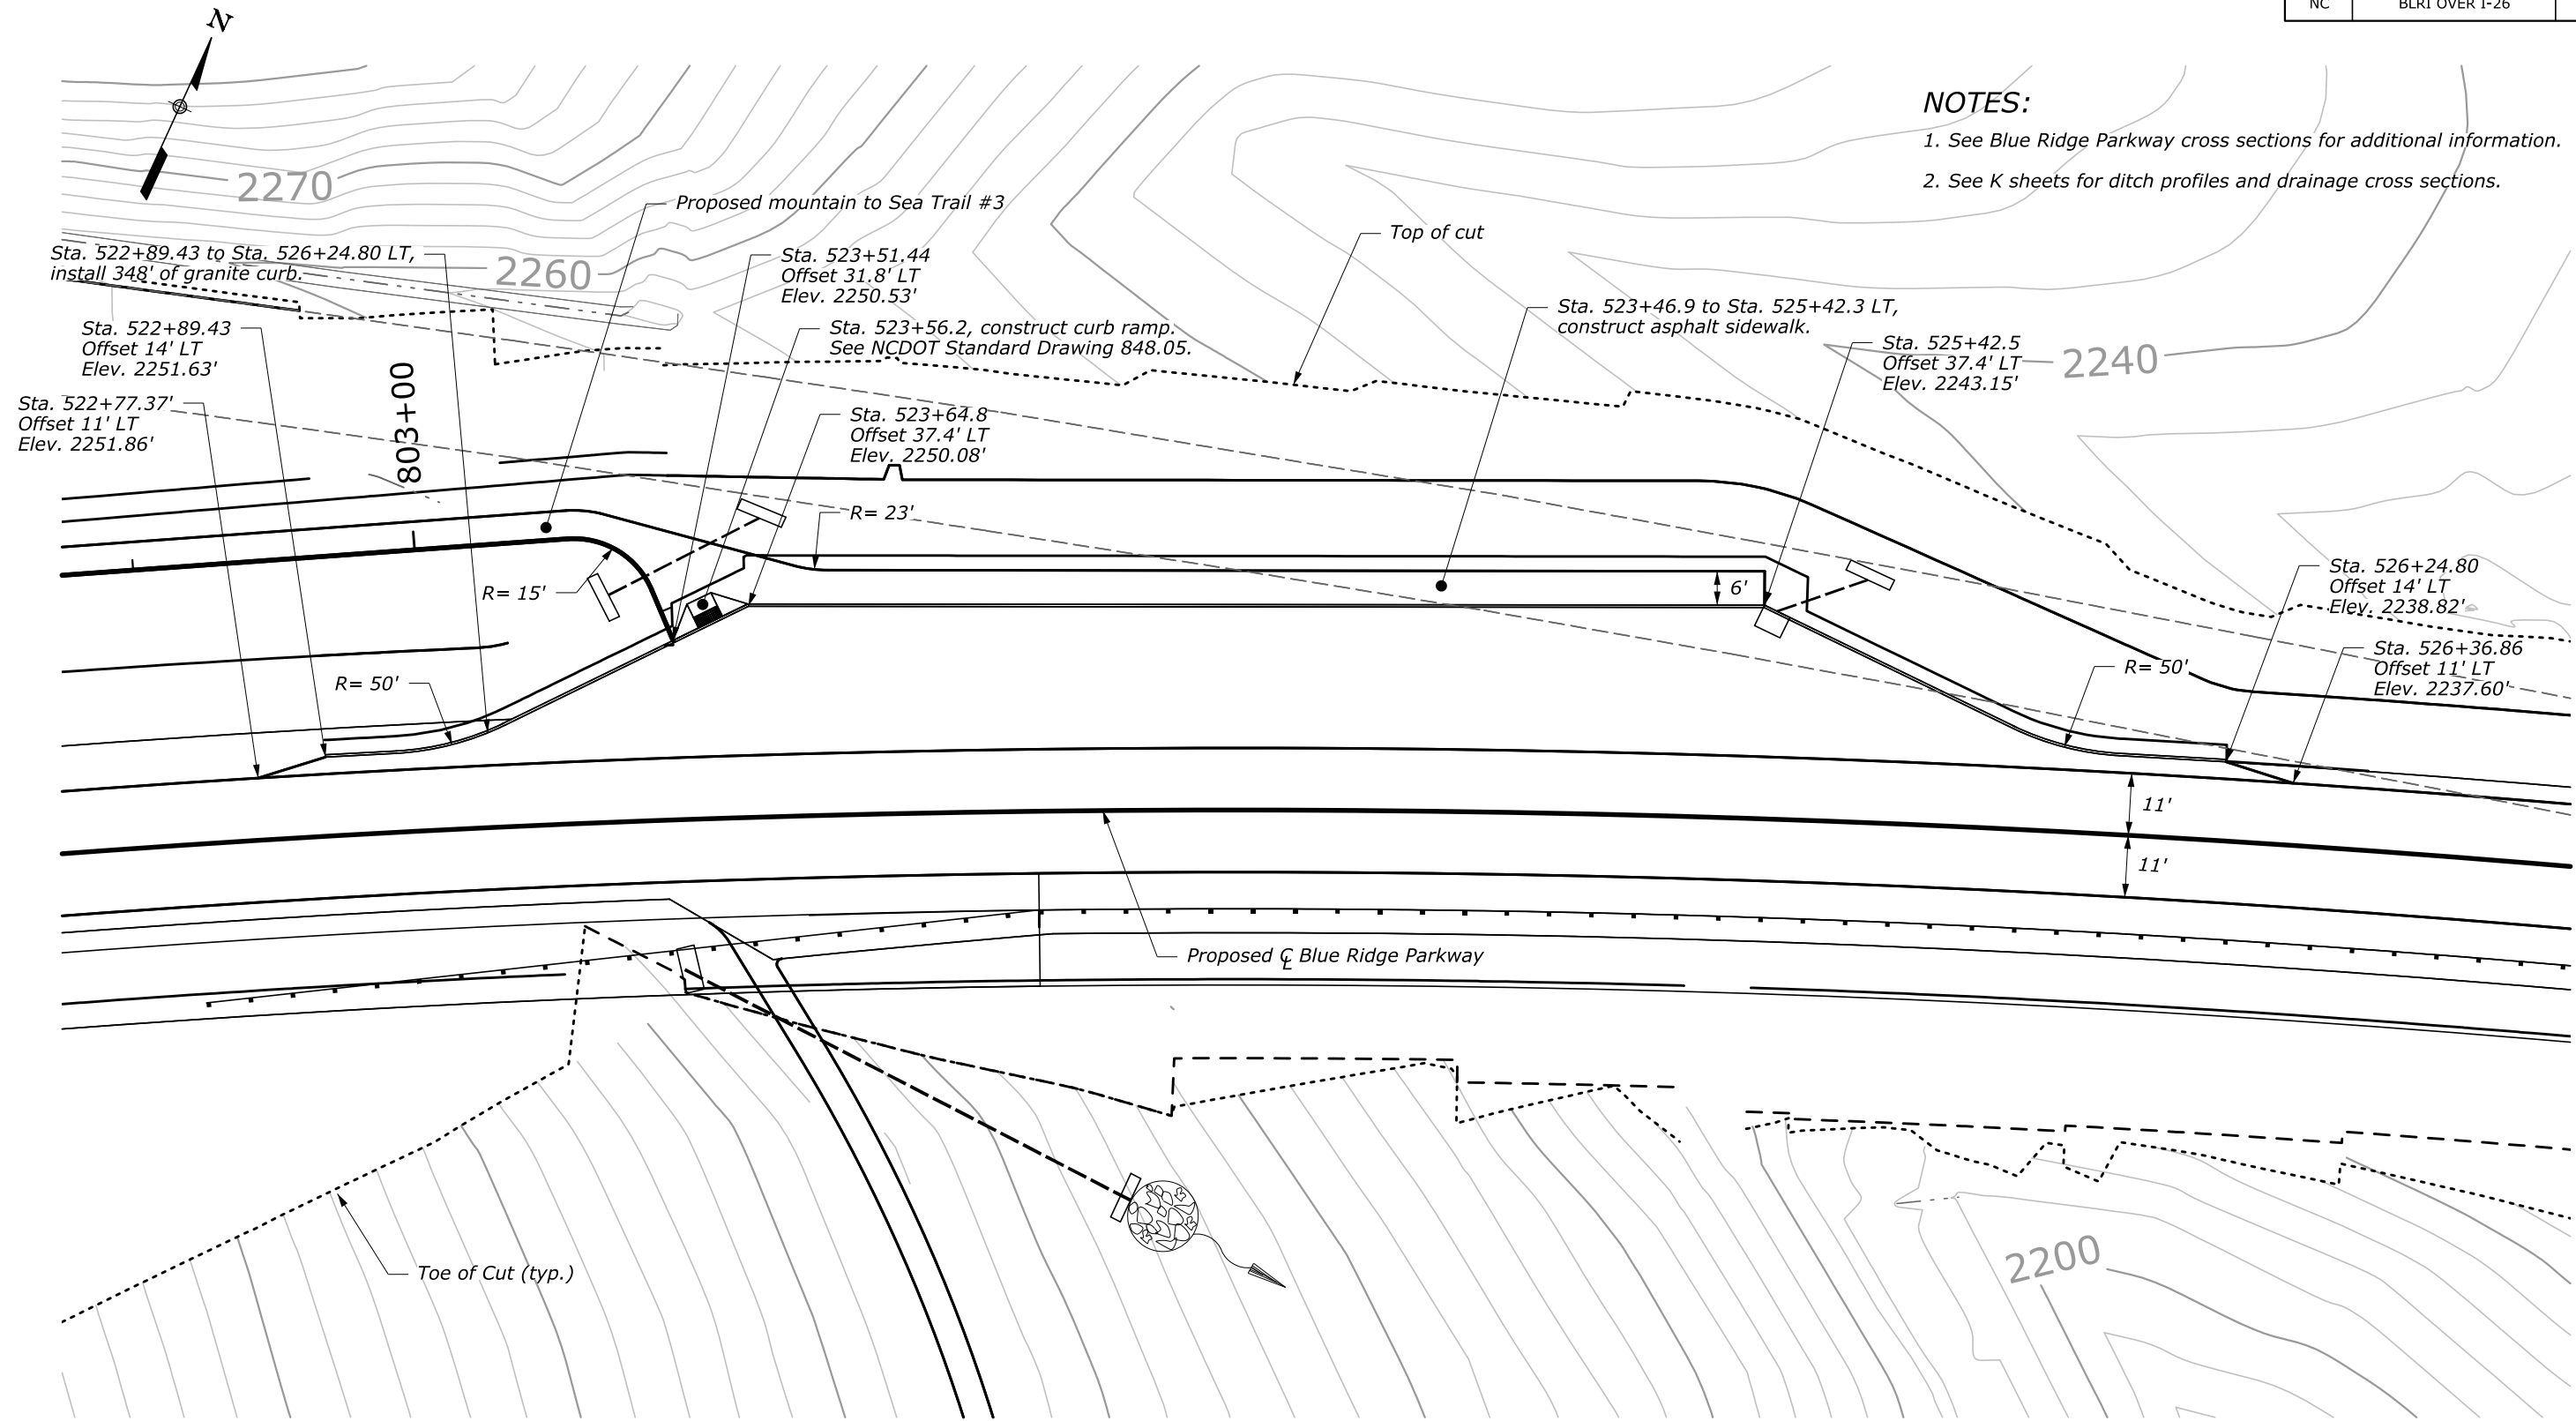 NC BLRI OVER I-26
N
NOTES:
1. See Blue Ridge Parkway cross sections for additional information.
2. See K sheets for ditch profiles and drainage cross sections.
2270
Proposed mountain to Sea Trail #3
Top of cut
Sta. 522+89.43 to Sta. 526+24.80 LT,
install 348' of granite curb.
2260
Sta. 523+51.44
Offset 31.8' LT
Elev. 2250.53'
Sta. 523+56.2, construct curb ramp.
See NCDOT Standard Drawing 848.05.
Sta. 523+46.9 to Sta. 525+42.3 LT,
construct asphalt sidewalk.
Sta. 525+42.5
Offset 37.4' LT
Elev. 2243.15'
2240
Sta. 522+89.43
Offset 14' LT
Elev. 2251.63'
Sta. 522+77.37'
Offset 11' LT
Elev. 2251.86'
803+00
Sta. 523+64.8
Offset 37.4' LT
Elev. 2250.08'
R= 23'
R= 15'
6'
Sta. 526+24.80
Offset 14' LT
Elev. 2238.82'
Sta. 526+36.86
Offset 11' LT
Elev. 2237.60'
R= 50'
R= 50'
11'
11'
Proposed ℄ Blue Ridge Parkway
Toe of Cut (typ.)
2200